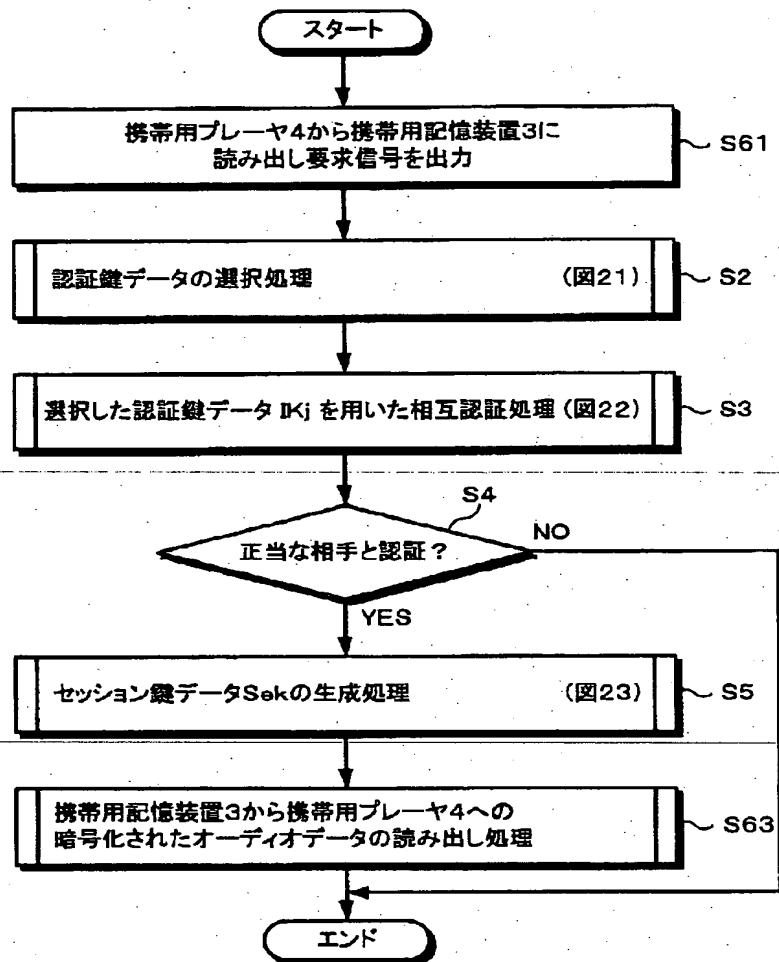 スタート
携帯用プレーヤ4から携帯用記憶装置3に
読み出し要求信号を出力
S61
認証鍵データの選択処理 (図21)
S2
選択した認証鍵データ IKj を用いた相互認証処理 (図22)
S3
S4
正当な相手と認証?
NO
YES
セッション鍵データSekの生成処理 (図23)
S5
携帯用記憶装置3から携帯用プレーヤ4への
暗号化されたオーディオデータの読み出し処理
S63
エンド